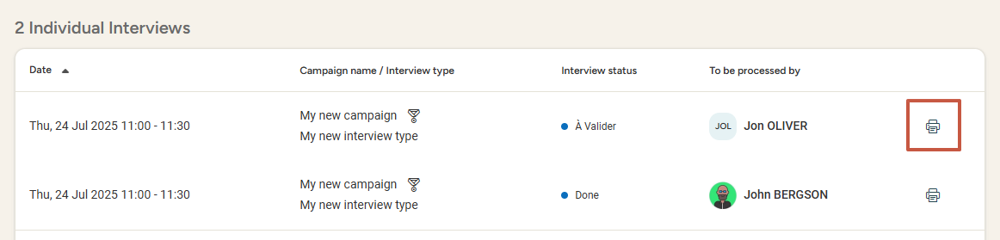 2 Individual Interviews
Date Campaign name / Interview type Interview status To be processed by
My new campaign
Thu, 24 Jul 2025 11:00 - 11:30 À Valider JOL Jon OLIVER
My new interview type
My new campaign
Thu, 24 Jul 2025 11:00 - 11:30 Done John BERGSON
My new interview type